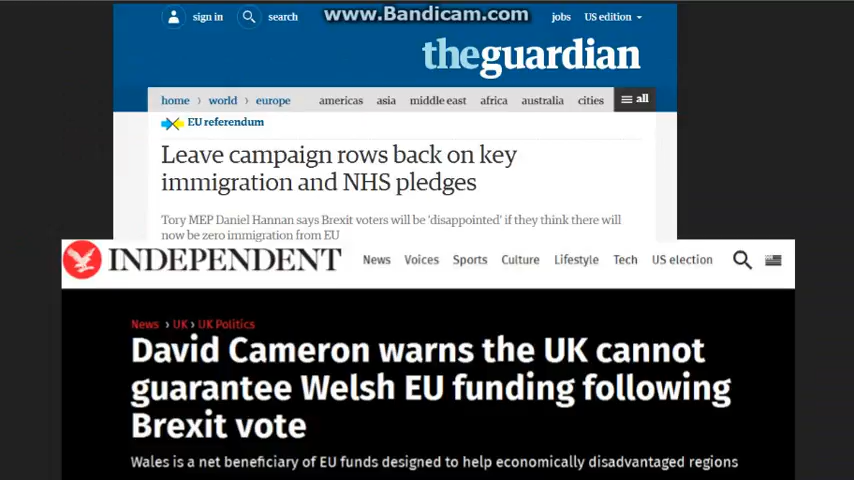 www.Bandicam.com
sign in search jobs US edition
theguardian
home › world › europe americas asia middle east africa australia cities all
EU referendum
Leave campaign rows back on key
immigration and NHS pledges
Tory MEP Daniel Hannan says Brexit voters will be 'disappointed' if they think there will
now be zero immigration from EU
INDEPENDENT News Voices Sports Culture Lifestyle Tech US election
News › UK › UK Politics
David Cameron warns the UK cannot
guarantee Welsh EU funding following
Brexit vote
Wales is a net beneficiary of EU funds designed to help economically disadvantaged regions